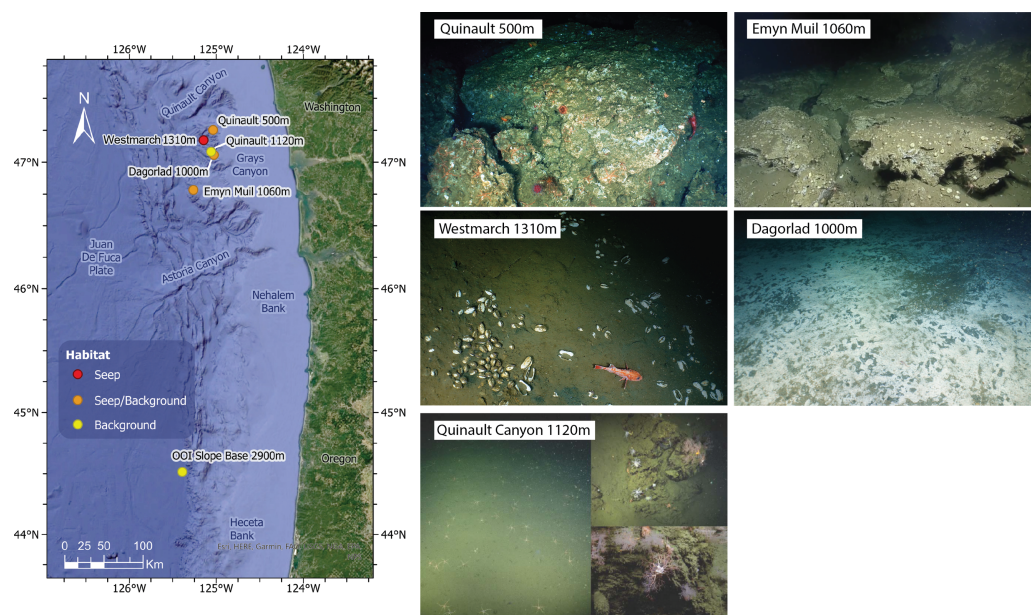 126°W 125°W 124°W
N
Quinault Canyon
Washington
Quinault 500m
Westmarch 1310m
Quinault 1120m
47°N
47°N
Dagorlad 1000m
Grays
Canyon
Emyn Muil 1060m
Juan
De Fuca
Plate
Astoria Canyon
46°N
46°N
Nehalem
Bank
Habitat
Seep
Seep/Background
Background
45°N
45°N
OOI Slope Base 2900m
Oregon
44°N
44°N
Heceta
Bank
0 25 50 100
Km
Esri, HERE, Garmin,
126°W 125°W 124°W
Quinault 500m
Emyn Muil 1060m
Westmarch 1310m
Dagorlad 1000m
Quinault Canyon 1120m